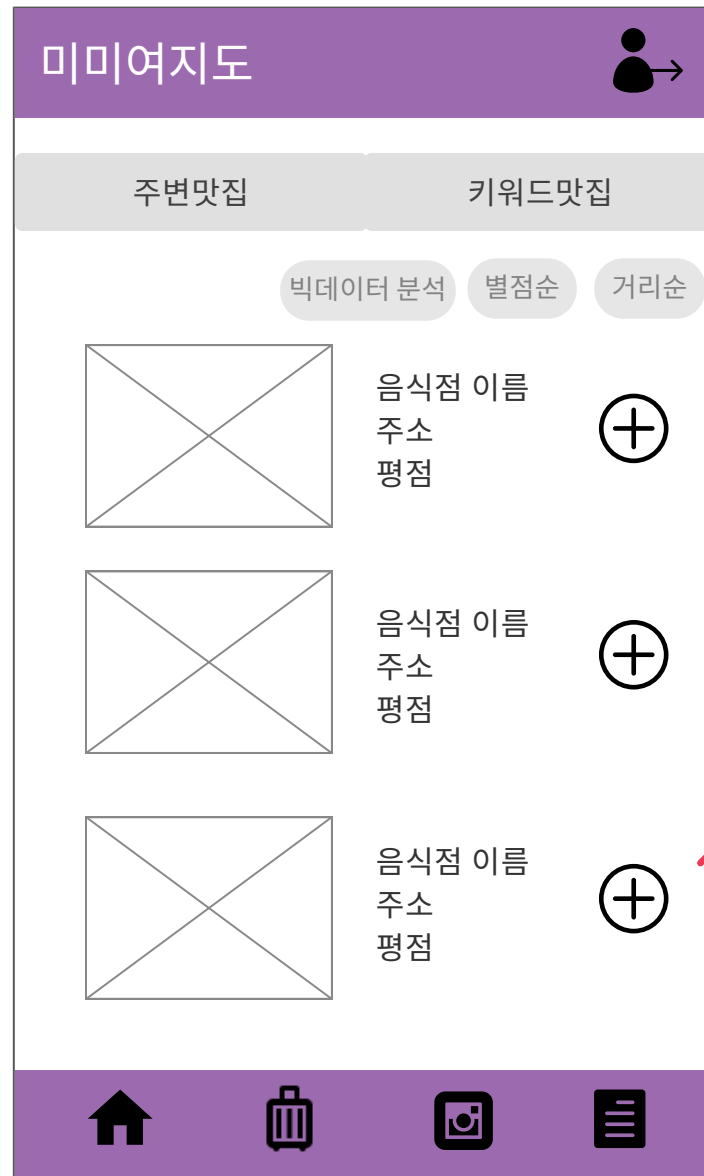 미미여지도
주변맛집 키워드맛집
빅데이터 분석 별점순 거리순
음식점 이름
주소
평점
음식점 이름
주소
평점
음식점 이름
주소
평점